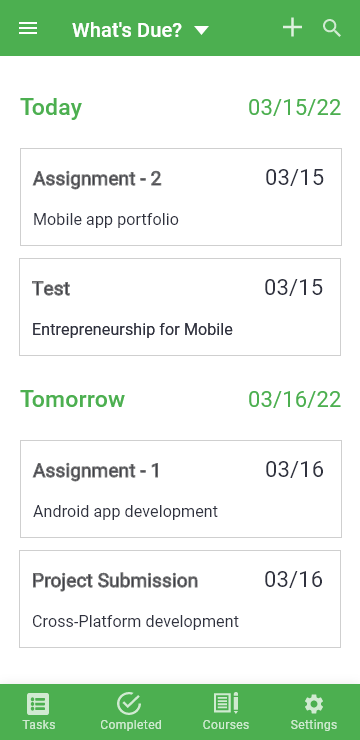 What's Due?
Today 03/15/22
Assignment - 2 03/15
Mobile app portfolio
Test 03/15
Entrepreneurship for Mobile
Tomorrow 03/16/22
Assignment - 1 03/16
Android app development
Project Submission 03/16
Cross-Platform development
Tasks Completed Courses Settings